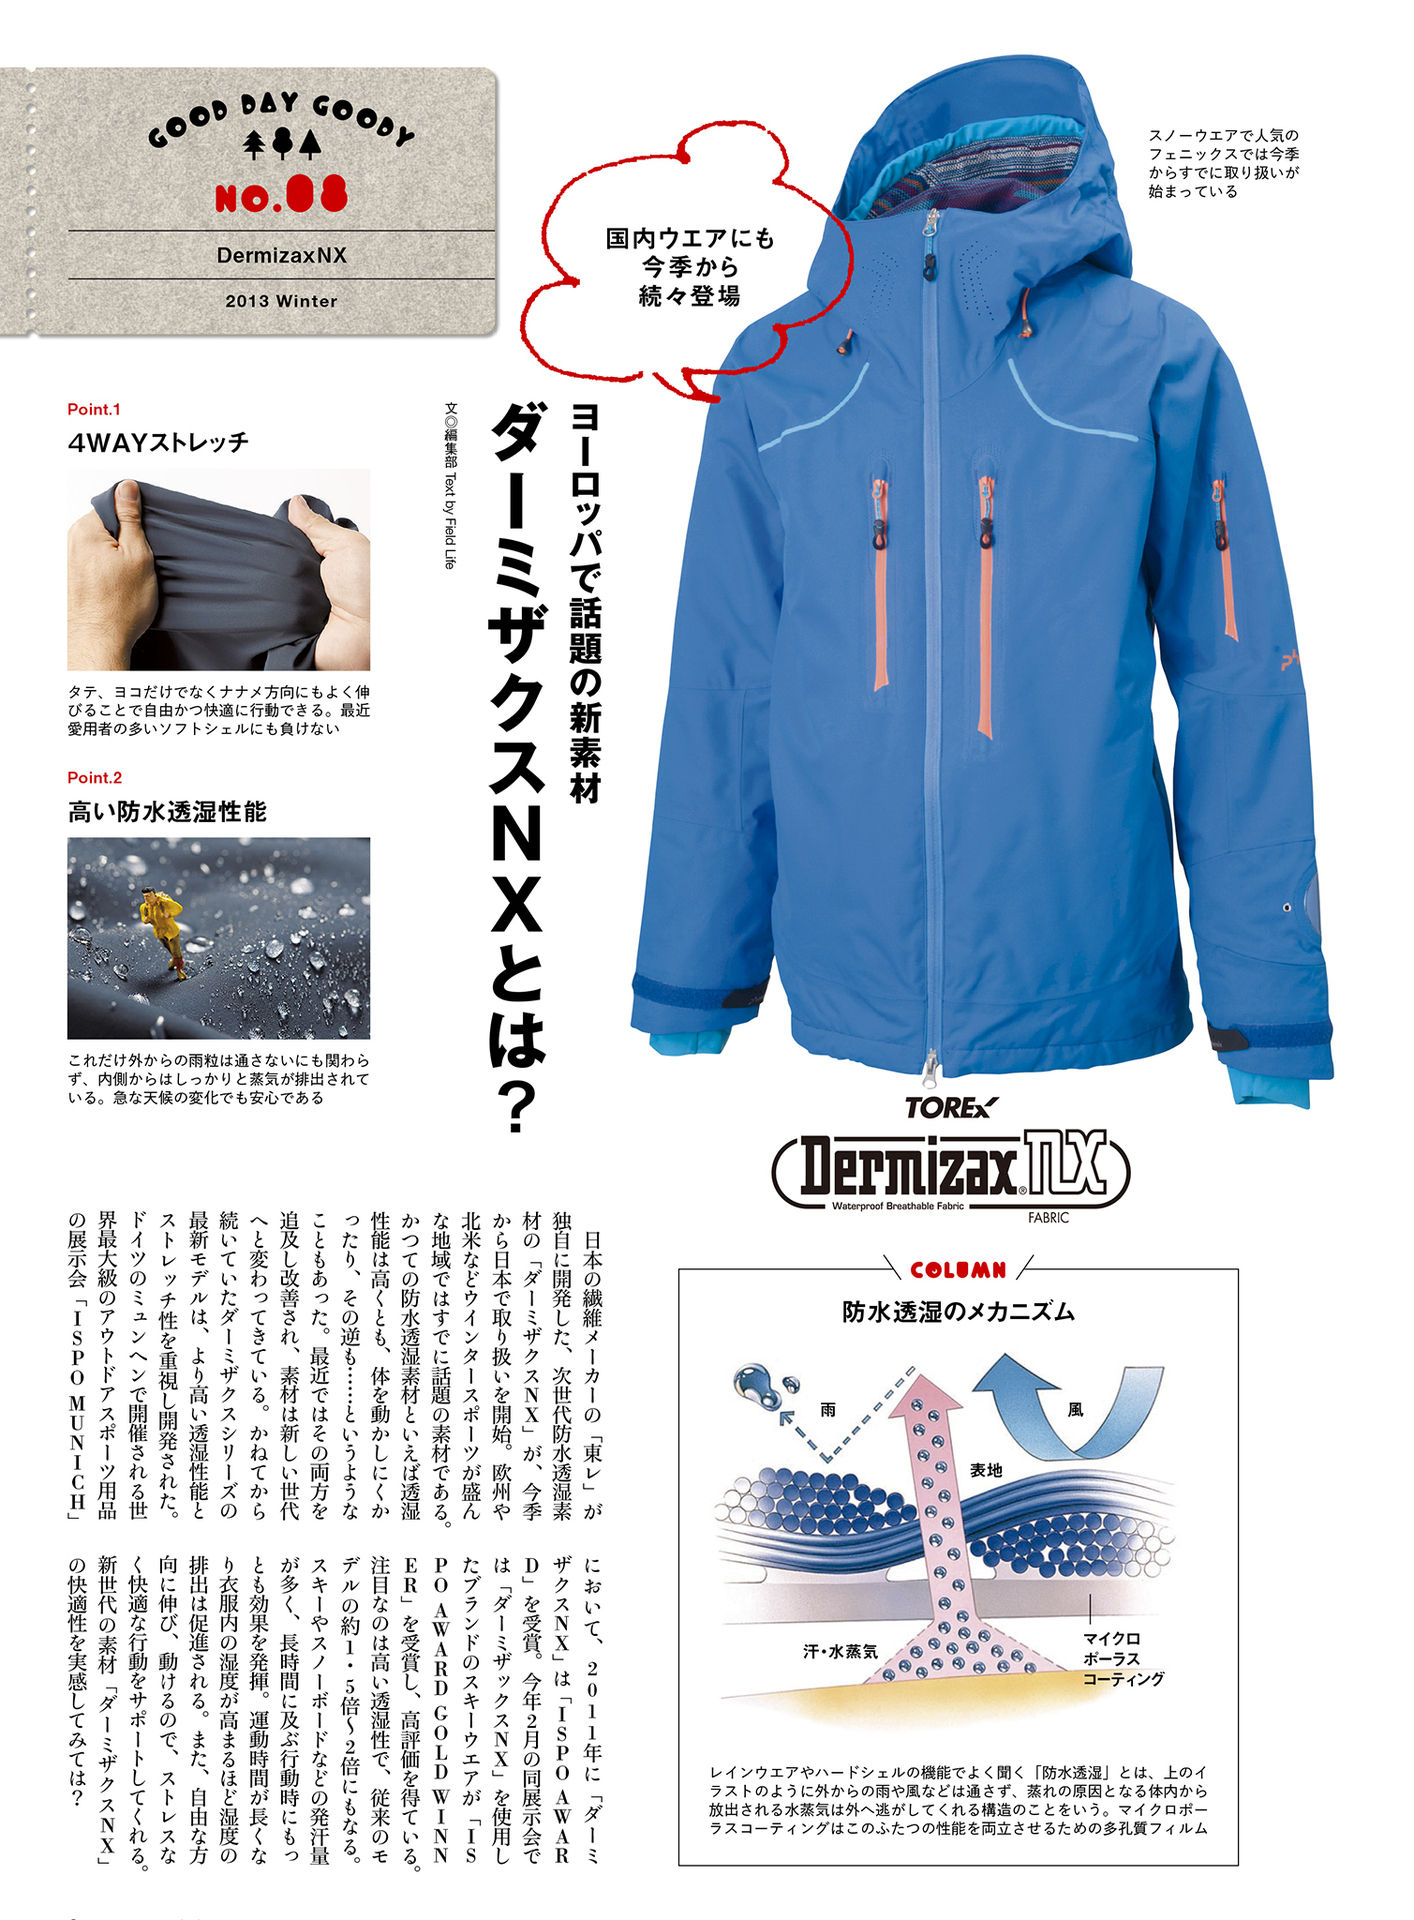 GOOD DAY GOODY
NO.08
DermizaxNX
2013 Winter
国内ウエアにも
今季から
続々登場
スノーウエアで人気の
フェニックスでは今季
からすでに取り扱いが
始まっている
ヨーロッパで話題の新素材
ダーミザクスNXとは?
文◎編集部 Text by Field Life
Point.1
4WAYストレッチ
タテ、ヨコだけでなくナナメ方向にもよく伸
びることで自由かつ快適に行動できる。最近
愛用者の多いソフトシェルにも負けない
Point.2
高い防水透湿性能
これだけ外からの雨粒は通さないにも関わら
ず、内側からはしっかりと蒸気が排出されて
いる。急な天候の変化でも安心である
TOREX
Dermizax® NX
Waterproof Breathable Fabric
FABRIC
日本の繊維メーカーの「東レ」が
独自に開発した、次世代防水透湿素
材の「ダーミザクスNX」が、今季
から日本で取り扱いを開始。欧州や
北米などウインタースポーツが盛ん
な地域ではすでに話題の素材である。
かつての防水透湿素材といえば透湿
性能は高くとも、体を動かしにくか
ったり、その逆も……というような
こともあった。最近ではその両方を
追及し改善され、素材は新しい世代
へと変わってきている。かねてから
続いていたダーミザクスシリーズの
最新モデルは、より高い透湿性能と
ストレッチ性を重視し開発された。
ドイツのミュンヘンで開催される世
界最大級のアウトドアスポーツ用品
の展示会「ISPO MUNICH」
において、2011年に「ダーミ
ザクスNX」は「ISPO AWAR
D」を受賞。今年2月の同展示会で
は「ダーミザックスNX」を使用し
たブランドのスキーウエアが「IS
PO AWARD GOLD WINN
ER」を受賞し、高評価を得ている。
注目なのは高い透湿性で、従来のモ
デルの約1・5倍〜2倍にもなる。
スキーやスノーボードなどの発汗量
が多く、長時間に及ぶ行動時にもっ
とも効果を発揮。運動時間が長くな
り衣服内の湿度が高まるほど湿度の
排出は促進される。また、自由な方
向に伸び、動けるので、ストレスな
く快適な行動をサポートしてくれる。
新世代の素材「ダーミザクスNX」
の快適性を実感してみては?
COLUMN
防水透湿のメカニズム
雨
風
表地
汗・水蒸気
マイクロ
ポーラス
コーティング
レインウエアやハードシェルの機能でよく聞く「防水透湿」とは、上のイ
ラストのように外からの雨や風などは通さず、蒸れの原因となる体内から
放出される水蒸気は外へ逃がしてくれる構造のことをいう。マイクロポー
ラスコーティングはこのふたつの性能を両立させるための多孔質フィルム